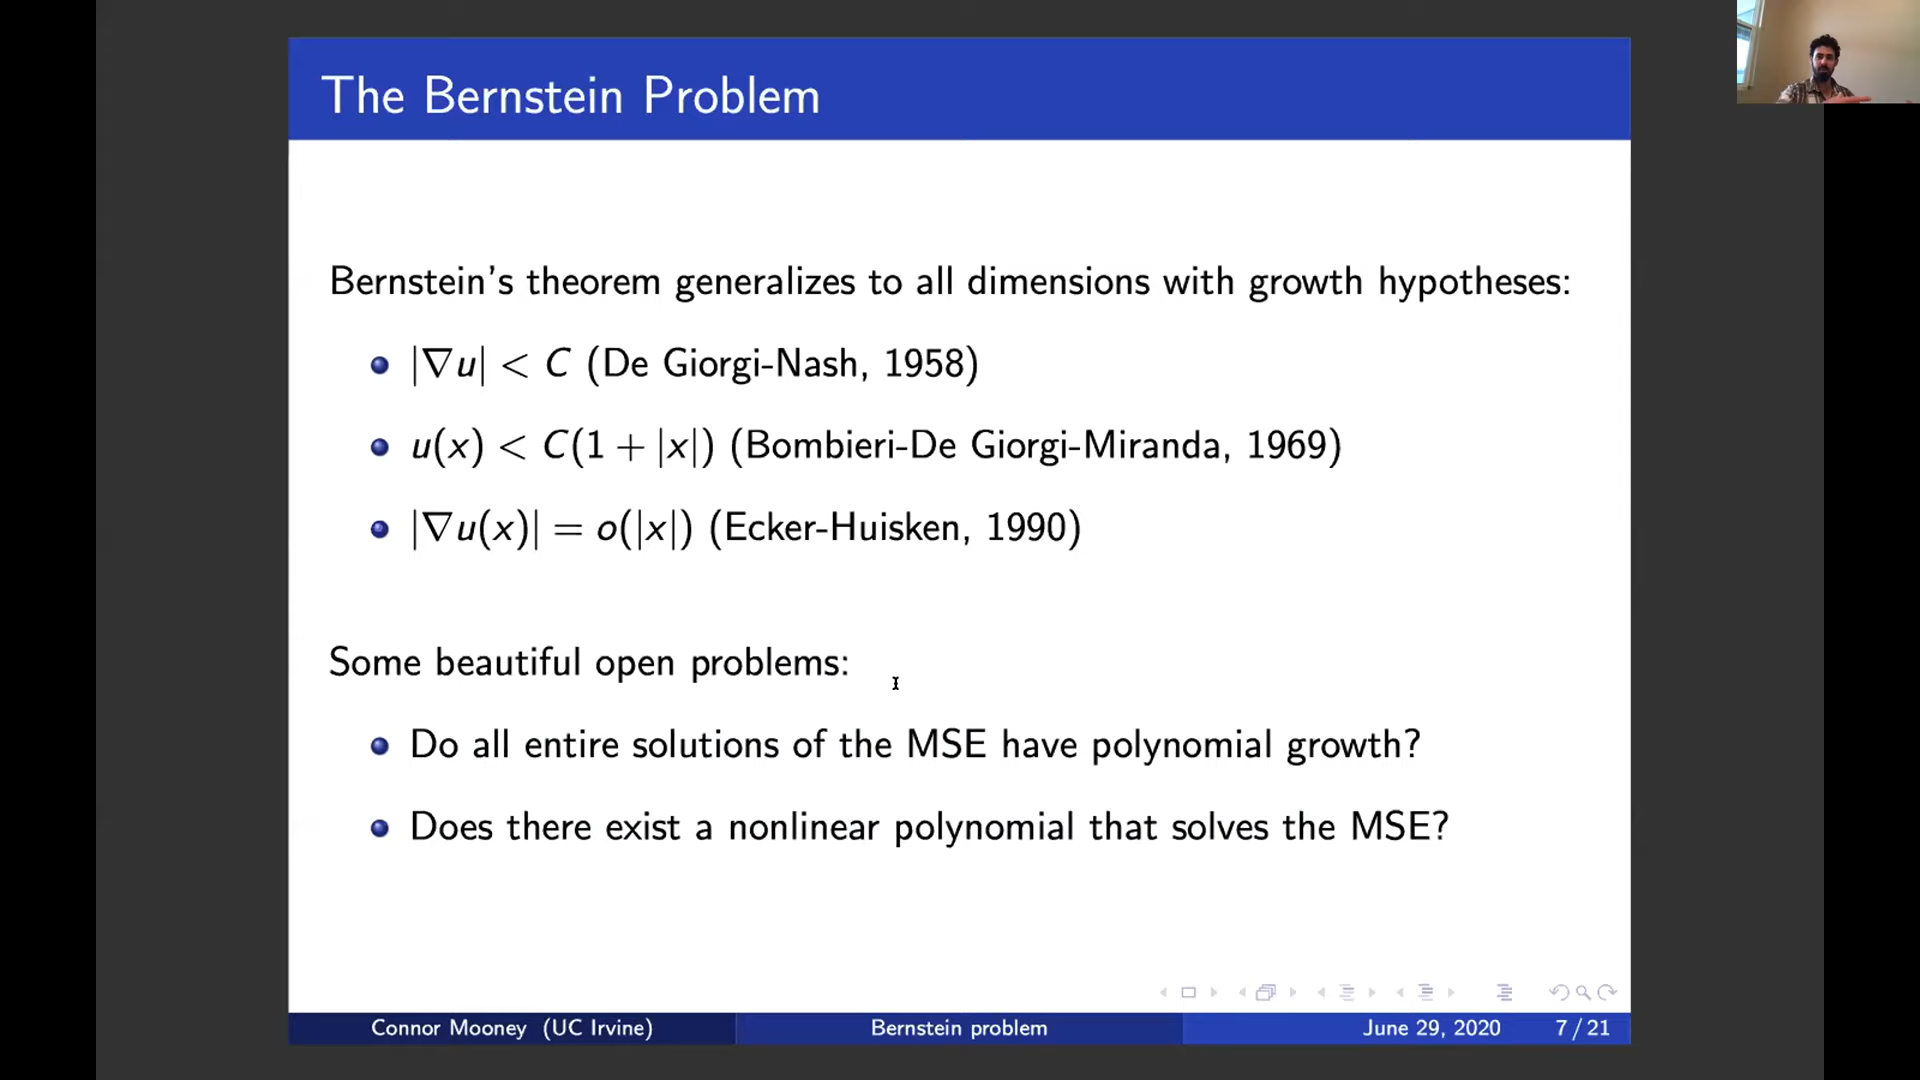 The Bernstein Problem
Bernstein's theorem generalizes to all dimensions with growth hypotheses:
|∇u| < C (De Giorgi-Nash, 1958)
u(x) < C(1 + |x|) (Bombieri-De Giorgi-Miranda, 1969)
|∇u(x)| = o(|x|) (Ecker-Huisken, 1990)
Some beautiful open problems:
Do all entire solutions of the MSE have polynomial growth?
Does there exist a nonlinear polynomial that solves the MSE?
Connor Mooney (UC Irvine) Bernstein problem June 29, 2020 7 / 21